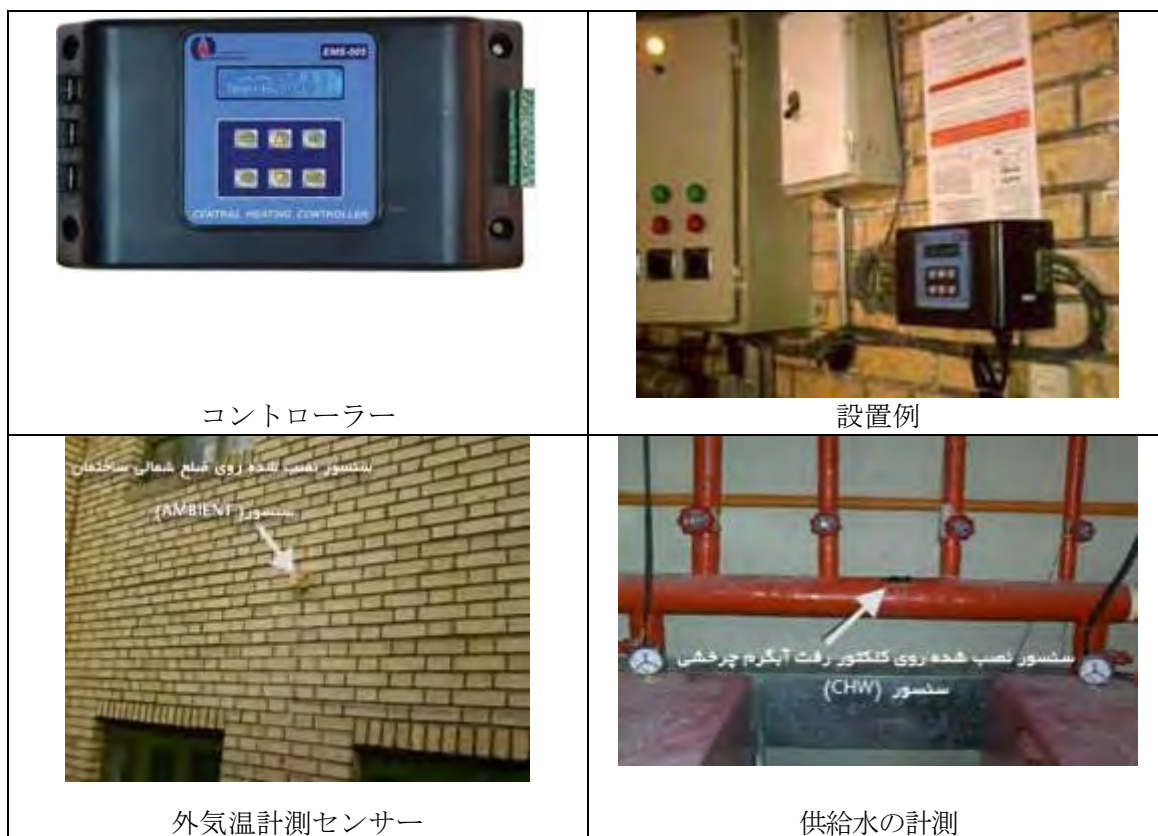 EMS-005
CENTRAL HEATING CONTROLLER
コントローラー
設置例
سنسور نصب شده روی ضلع شمالی ساختمان
سنسور (AMBIENT)
外気温計測センサー
سنسور نصب شده روی کلکتور رفت آبگرم چرخشی
سنسور (CHW)
供給水の計測